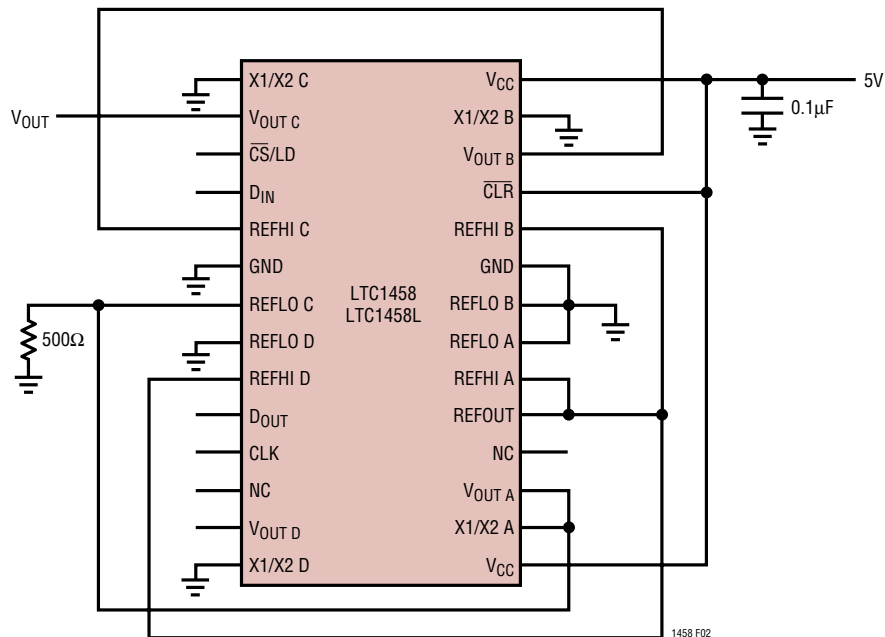 X1/X2 C
V_OUT C
C̅S̅/LD
D_IN
REFHI C
GND
REFLO C
REFLO D
REFHI D
D_OUT
CLK
NC
V_OUT D
X1/X2 D
V_OUT
500Ω
LTC1458
LTC1458L
V_CC
X1/X2 B
V_OUT B
C̅L̅R̅
REFHI B
GND
REFLO B
REFLO A
REFHI A
REFOUT
NC
V_OUT A
X1/X2 A
V_CC
5V
0.1µF
1458 F02